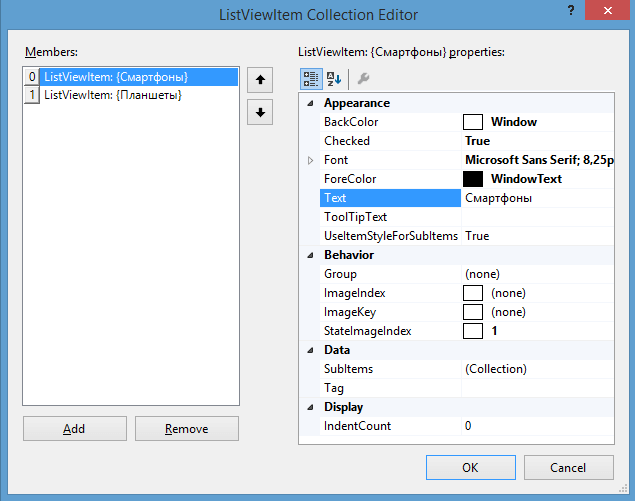 ListViewItem Collection Editor
?
Members:
0 ListViewItem: {Смартфоны}
1 ListViewItem: {Планшеты}
Add
Remove
ListViewItem: {Смартфоны} properties:
Appearance
BackColor Window
Checked True
Font Microsoft Sans Serif; 8,25p
ForeColor WindowText
Text Смартфоны
ToolTipText
UseItemStyleForSubItems True
Behavior
Group (none)
ImageIndex (none)
ImageKey (none)
StateImageIndex 1
Data
SubItems (Collection)
Tag
Display
IndentCount 0
OK
Cancel